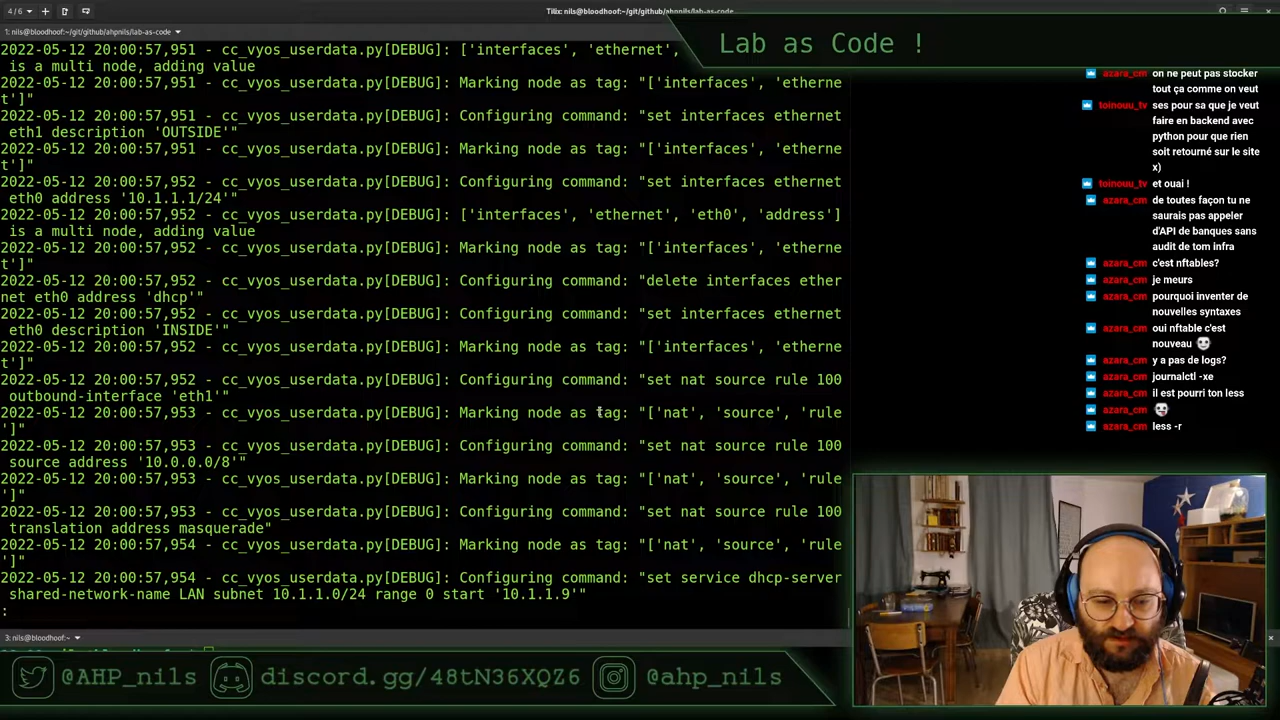 4 / 6
Tilix: nils@bloodhoof:~/git/github/ahpnils/lab-as-code
1: nils@bloodhoof:~/git/github/ahpnils/lab-as-code
2022-05-12 20:00:57,951 - cc_vyos_userdata.py[DEBUG]: ['interfaces', 'ethernet',
is a multi node, adding value
2022-05-12 20:00:57,951 - cc_vyos_userdata.py[DEBUG]: Marking node as tag: "['interfaces', 'etherne
t']"
2022-05-12 20:00:57,951 - cc_vyos_userdata.py[DEBUG]: Configuring command: "set interfaces ethernet
eth1 description 'OUTSIDE'"
2022-05-12 20:00:57,951 - cc_vyos_userdata.py[DEBUG]: Marking node as tag: "['interfaces', 'etherne
t']"
2022-05-12 20:00:57,952 - cc_vyos_userdata.py[DEBUG]: Configuring command: "set interfaces ethernet
eth0 address '10.1.1.1/24'"
2022-05-12 20:00:57,952 - cc_vyos_userdata.py[DEBUG]: ['interfaces', 'ethernet', 'eth0', 'address']
is a multi node, adding value
2022-05-12 20:00:57,952 - cc_vyos_userdata.py[DEBUG]: Marking node as tag: "['interfaces', 'etherne
t']"
2022-05-12 20:00:57,952 - cc_vyos_userdata.py[DEBUG]: Configuring command: "delete interfaces ether
net eth0 address 'dhcp'"
2022-05-12 20:00:57,952 - cc_vyos_userdata.py[DEBUG]: Configuring command: "set interfaces ethernet
eth0 description 'INSIDE'"
2022-05-12 20:00:57,952 - cc_vyos_userdata.py[DEBUG]: Marking node as tag: "['interfaces', 'etherne
t']"
2022-05-12 20:00:57,952 - cc_vyos_userdata.py[DEBUG]: Configuring command: "set nat source rule 100
outbound-interface 'eth1'"
2022-05-12 20:00:57,953 - cc_vyos_userdata.py[DEBUG]: Marking node as tag: "['nat', 'source', 'rule
']"
2022-05-12 20:00:57,953 - cc_vyos_userdata.py[DEBUG]: Configuring command: "set nat source rule 100
source address '10.0.0.0/8'"
2022-05-12 20:00:57,953 - cc_vyos_userdata.py[DEBUG]: Marking node as tag: "['nat', 'source', 'rule
']"
2022-05-12 20:00:57,953 - cc_vyos_userdata.py[DEBUG]: Configuring command: "set nat source rule 100
translation address masquerade"
2022-05-12 20:00:57,954 - cc_vyos_userdata.py[DEBUG]: Marking node as tag: "['nat', 'source', 'rule
']"
2022-05-12 20:00:57,954 - cc_vyos_userdata.py[DEBUG]: Configuring command: "set service dhcp-server
shared-network-name LAN subnet 10.1.1.0/24 range 0 start '10.1.1.9'"
:
3: nils@bloodhoof:~
Lab as Code !
azara_cm on ne peut pas stocker
tout ça comme on veut
toinouu_tv ses pour sa que je veut
faire en backend avec
python pour que rien
soit retourné sur le site
x)
toinouu_tv et ouai !
azara_cm de toutes façon tu ne
saurais pas appeler
d'API de banques sans
audit de tom infra
azara_cm c'est nftables?
azara_cm je meurs
azara_cm pourquoi inventer de
nouvelles syntaxes
azara_cm oui nftable c'est
nouveau
azara_cm y a pas de logs?
azara_cm journalctl -xe
azara_cm il est pourri ton less
azara_cm
azara_cm less -r
@AHP_nils
discord.gg/48tN36XQZ6
@ahp_nils